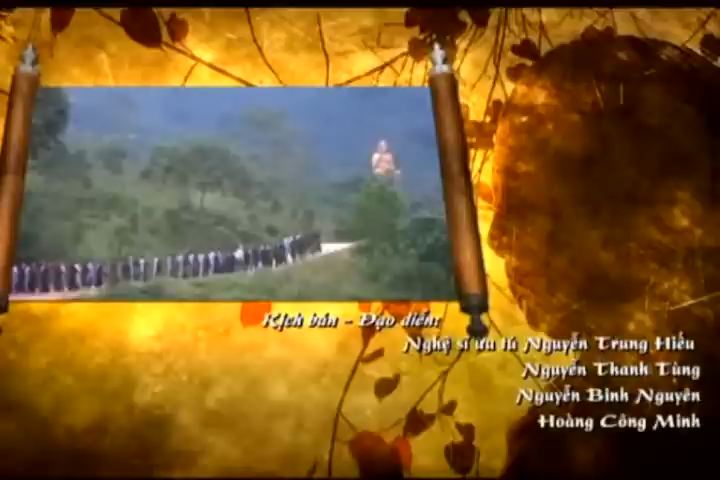 Kịch bản - Đạo diễn:
Nghệ sĩ ưu tú Nguyễn Trung Hiếu
Nguyễn Thanh Tùng
Nguyễn Bình Nguyên
Hoàng Công Minh